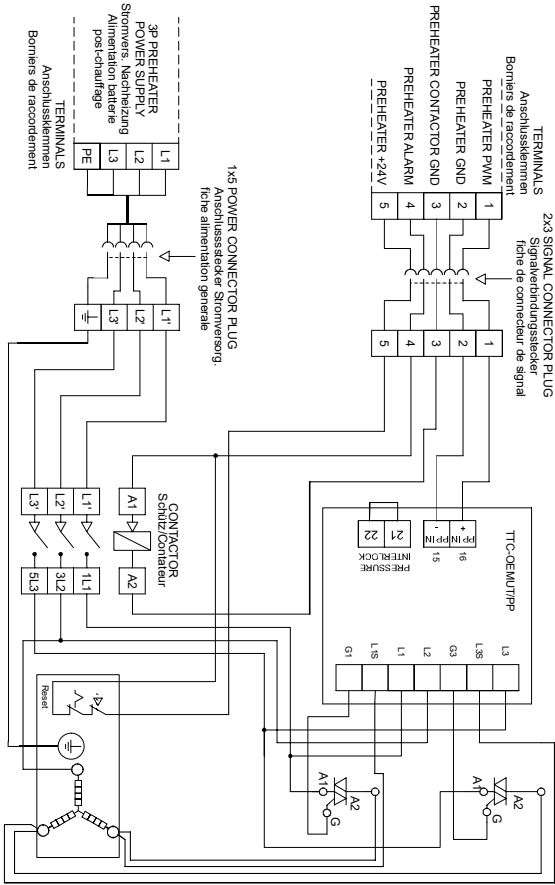 TERMINALS
Anschlussklemmen
Borniers de raccordement
PREHEATER PWM
PREHEATER GND
PREHEATER CONTACTOR GND
PREHEATER ALARM
PREHEATER +24V
1
2
3
4
5
2x3 SIGNAL CONNECTOR PLUG
Signalverbindungsstecker
fiche de connecteur de signal
1
2
3
4
5
3P PREHEATER
POWER SUPPLY
Stromvers. Nachheizung
Alimentation batterie
post-chauffage
TERMINALS
Anschlussklemmen
Borniers de raccordement
L1
L2
L3
PE
1x5 POWER CONNECTOR PLUG
Anschlussstecker Stromversorg.
fiche alimentation generale
L1'
L2'
L3'
TTC-OEMUT/PP
+ PP IN
- PP IN
16
15
21
22
PRESSURE
INTERLOCK
L3
L3S
G3
L2
L1
L1S
G1
CONTACTOR
Schütz/Contateur
A1
A2
L1'
L2'
L3'
1L1
3L2
5L3
A1
A2
G
A1
A2
G
Reset